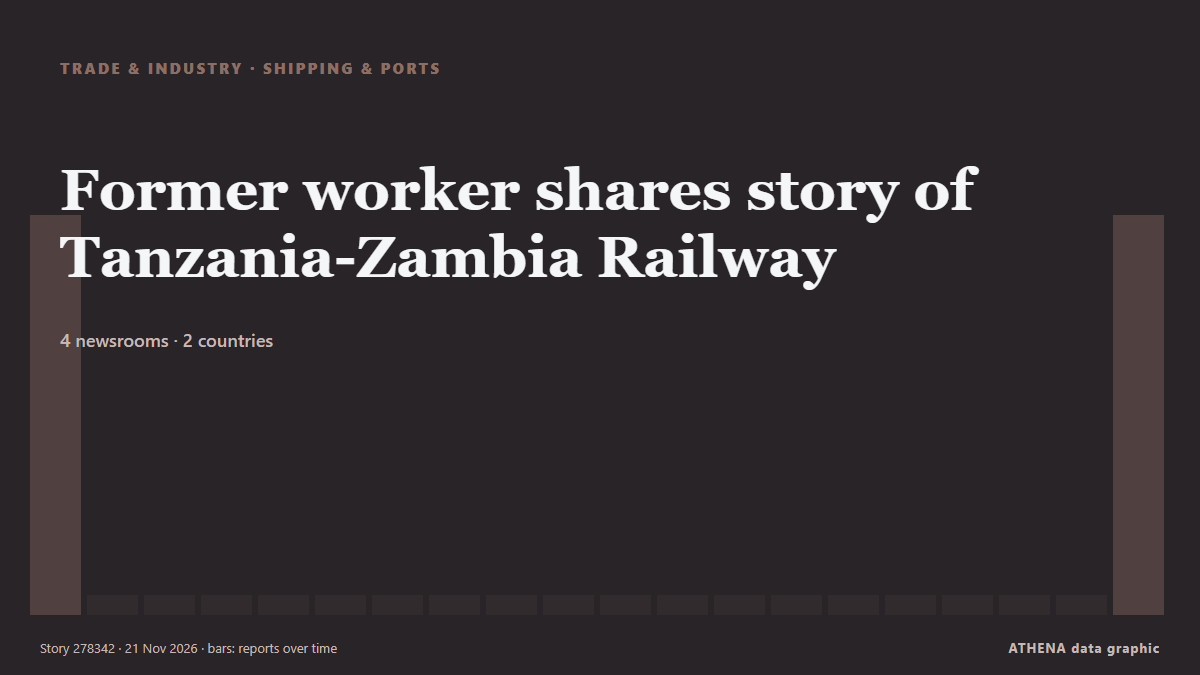 TRADE & INDUSTRY · SHIPPING & PORTS
Former worker shares story of
Tanzania-Zambia Railway
4 newsrooms · 2 countries
Story 278342 · 21 Nov 2026 · bars: reports over time
ATHENA data graphic